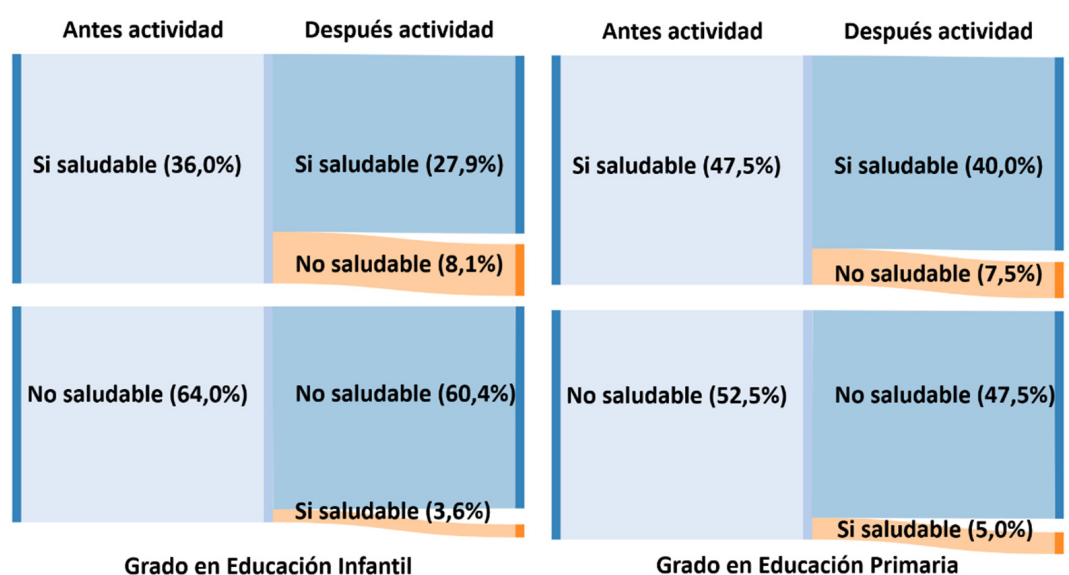 Antes actividad
Después actividad
Si saludable (36,0%)
Si saludable (27,9%)
No saludable (8,1%)
No saludable (64,0%)
No saludable (60,4%)
Si saludable (3,6%)
Grado en Educación Infantil
Antes actividad
Después actividad
Si saludable (47,5%)
Si saludable (40,0%)
No saludable (7,5%)
No saludable (52,5%)
No saludable (47,5%)
Si saludable (5,0%)
Grado en Educación Primaria